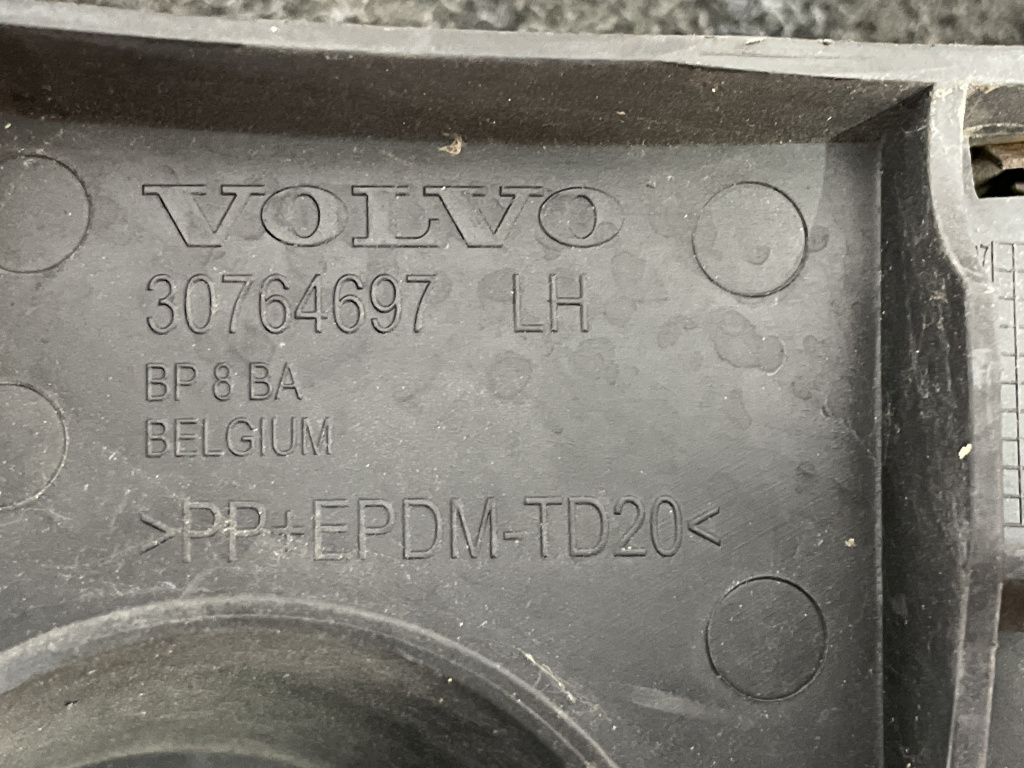 VOLVO
30764697 LH
BP 8 BA
BELGIUM
>PP+EPDM-TD20<